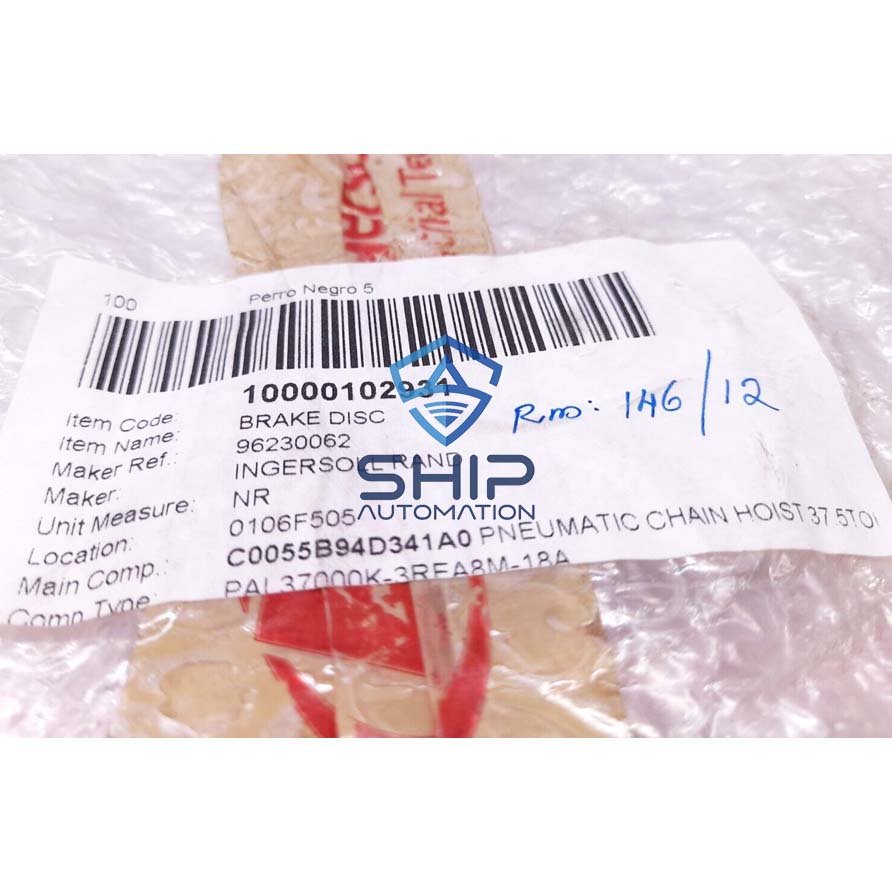 100 Perro Negro 5
Item Code: 10000102931
Item Name: BRAKE DISC
Maker Ref.: 96230062
Maker: INGERSOLL RAND
Unit Measure: NR
Location: 0106F505
Main Comp.: C0055B94D341A0 PNEUMATIC CHAIN HOIST 37.5TO
Comp Type: PAL37000K-3REA8M-18A
R.no: 146/12
SHIP
AUTOMATION